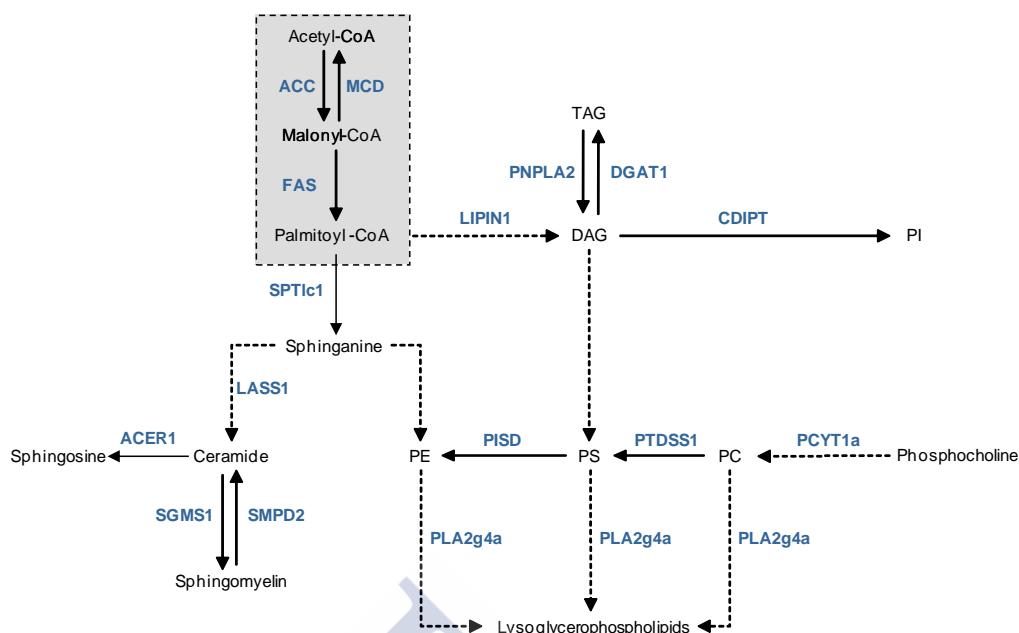 Acetyl-CoA
ACC MCD
TAG
Malonyl-CoA
PNPLA2 DGAT1
FAS
LIPIN1 CDIPT
Palmitoyl-CoA DAG PI
SPTlc1
Sphinganine
LASS1
ACER1 PISD PTDSS1 PCYT1a
Sphingosine Ceramide PE PS PC Phosphocholine
SGMS1 SMPD2 PLA2g4a PLA2g4a PLA2g4a
Sphingomyelin
Lysoglycerophospholipids